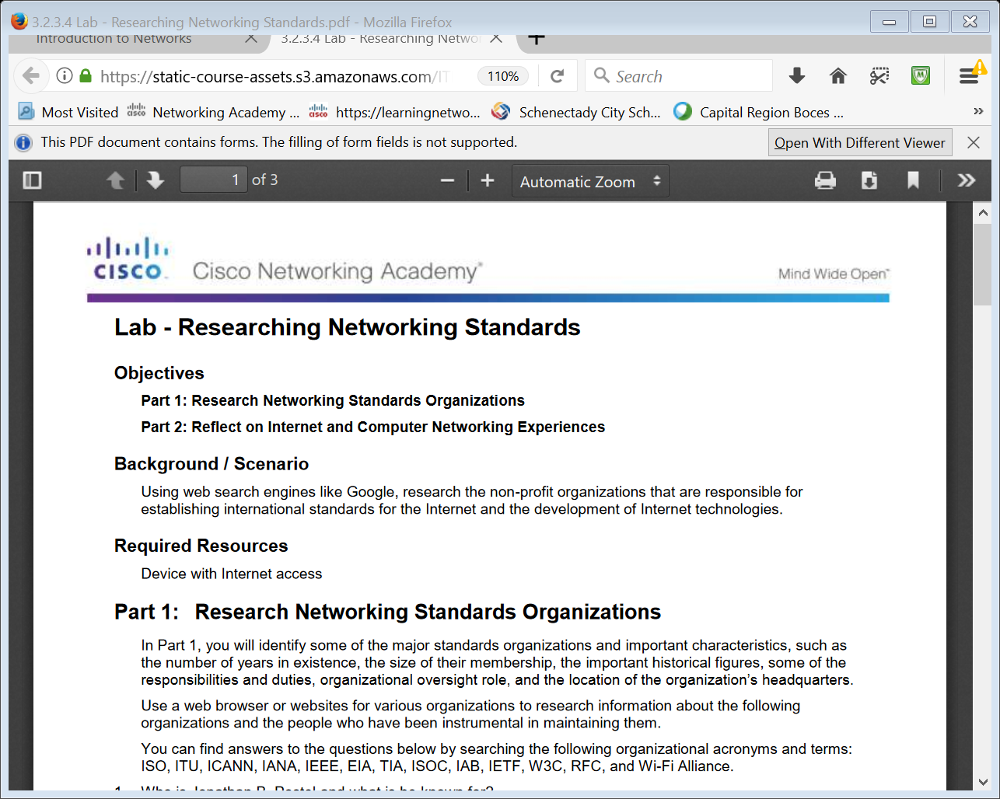 3.2.3.4 Lab - Researching Networking Standards.pdf - Mozilla Firefox
Introduction to Networks
3.2.3.4 Lab - Researching Networ
https://static-course-assets.s3.amazonaws.com/IT
110%
Search
Most Visited
Networking Academy ...
https://learningnetwo...
Schenectady City Sch...
Capital Region Boces ...
This PDF document contains forms. The filling of form fields is not supported.
Open With Different Viewer
1 of 3
Automatic Zoom
CISCO
Cisco Networking Academy®
Mind Wide Open™
Lab - Researching Networking Standards
Objectives
Part 1: Research Networking Standards Organizations
Part 2: Reflect on Internet and Computer Networking Experiences
Background / Scenario
Using web search engines like Google, research the non-profit organizations that are responsible for
establishing international standards for the Internet and the development of Internet technologies.
Required Resources
Device with Internet access
Part 1: Research Networking Standards Organizations
In Part 1, you will identify some of the major standards organizations and important characteristics, such as
the number of years in existence, the size of their membership, the important historical figures, some of the
responsibilities and duties, organizational oversight role, and the location of the organization's headquarters.
Use a web browser or websites for various organizations to research information about the following
organizations and the people who have been instrumental in maintaining them.
You can find answers to the questions below by searching the following organizational acronyms and terms:
ISO, ITU, ICANN, IANA, IEEE, EIA, TIA, ISOC, IAB, IETF, W3C, RFC, and Wi-Fi Alliance.
1. Who is Jonathan B. Postel and what is he known for?